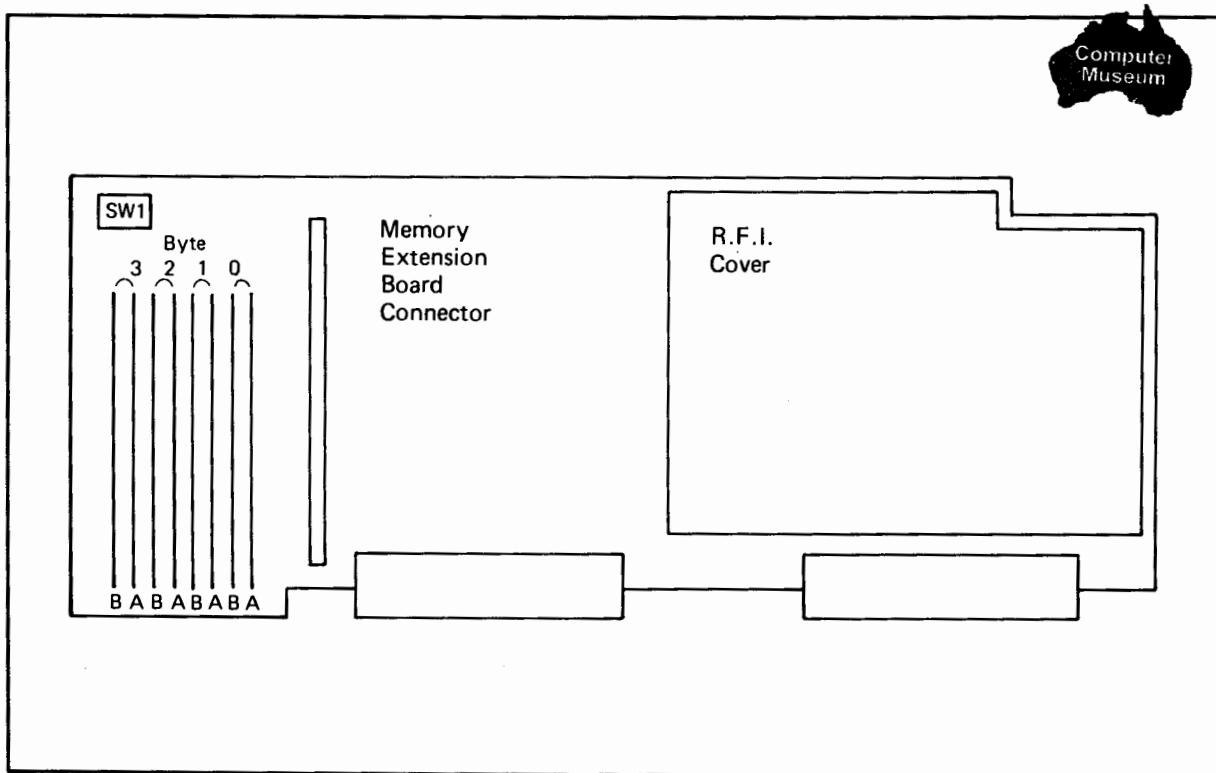 Computer
Museum
SW1
Byte
3 2 1 0
B A B A B A B A
Memory
Extension
Board
Connector
R.F.I.
Cover